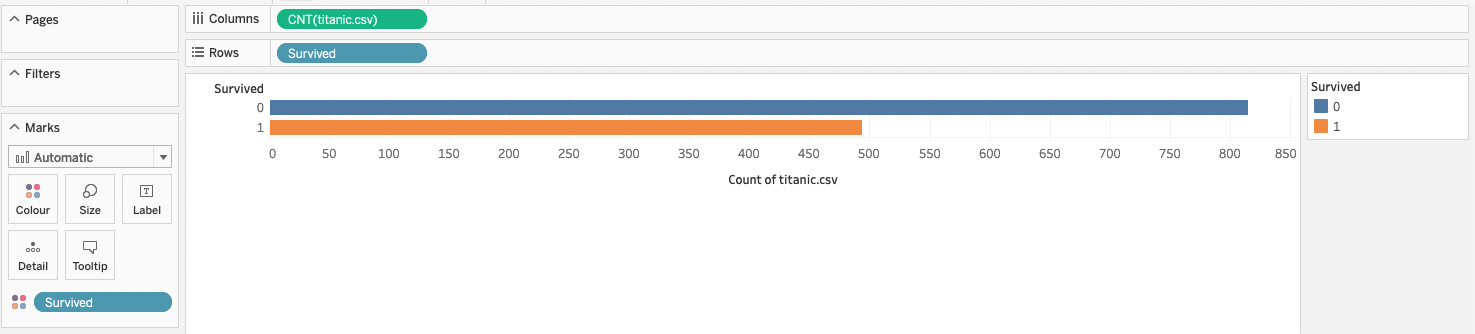 Pages
Filters
Marks
Automatic
Colour Size Label
Detail Tooltip
Survived
Columns CNT(titanic.csv)
Rows Survived
Survived
0
1
0 50 100 150 200 250 300 350 400 450 500 550 600 650 700 750 800 850
Count of titanic.csv
Survived
0
1